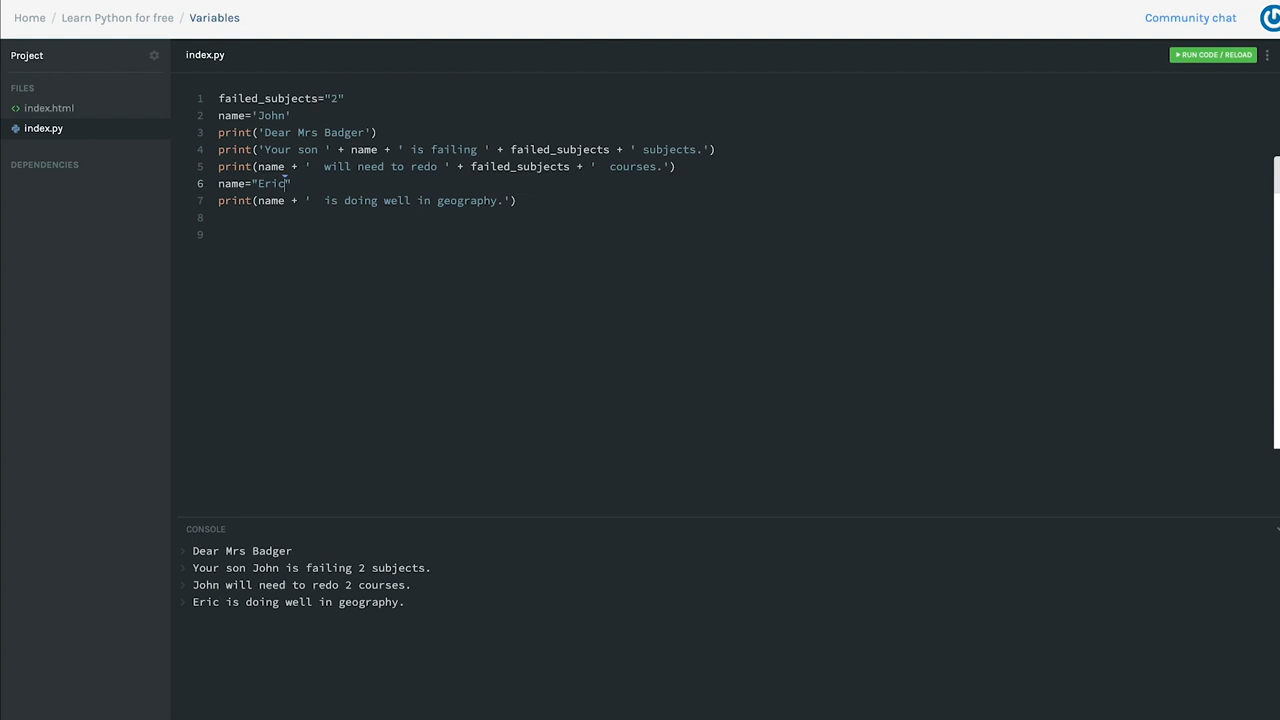 Home / Learn Python for free / Variables
Community chat
Project
index.py
RUN CODE / RELOAD
FILES
index.html
index.py
DEPENDENCIES
1 failed_subjects="2"
2 name='John'
3 print('Dear Mrs Badger')
4 print('Your son ' + name + ' is failing ' + failed_subjects + ' subjects.')
5 print(name + '  will need to redo ' + failed_subjects + '  courses.')
6 name="Eric"
7 print(name + '  is doing well in geography.')
8
9
CONSOLE
> Dear Mrs Badger
> Your son John is failing 2 subjects.
> John will need to redo 2 courses.
> Eric is doing well in geography.